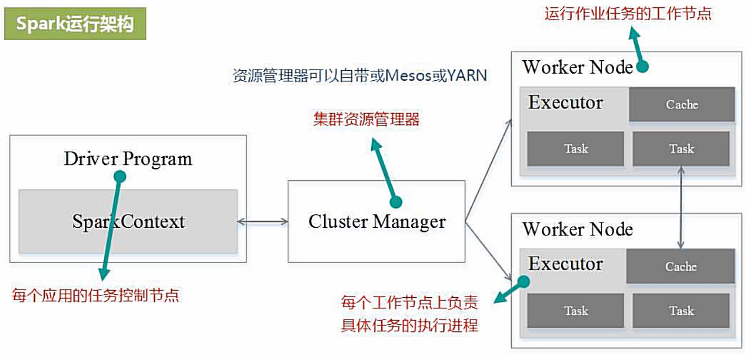 Spark运行架构
运行作业任务的工作节点
资源管理器可以自带或Mesos或YARN
集群资源管理器
Driver Program
SparkContext
每个应用的任务控制节点
Cluster Manager
Worker Node
Executor
Cache
Task
Task
Worker Node
Executor
Cache
Task
Task
每个工作节点上负责
具体任务的执行进程